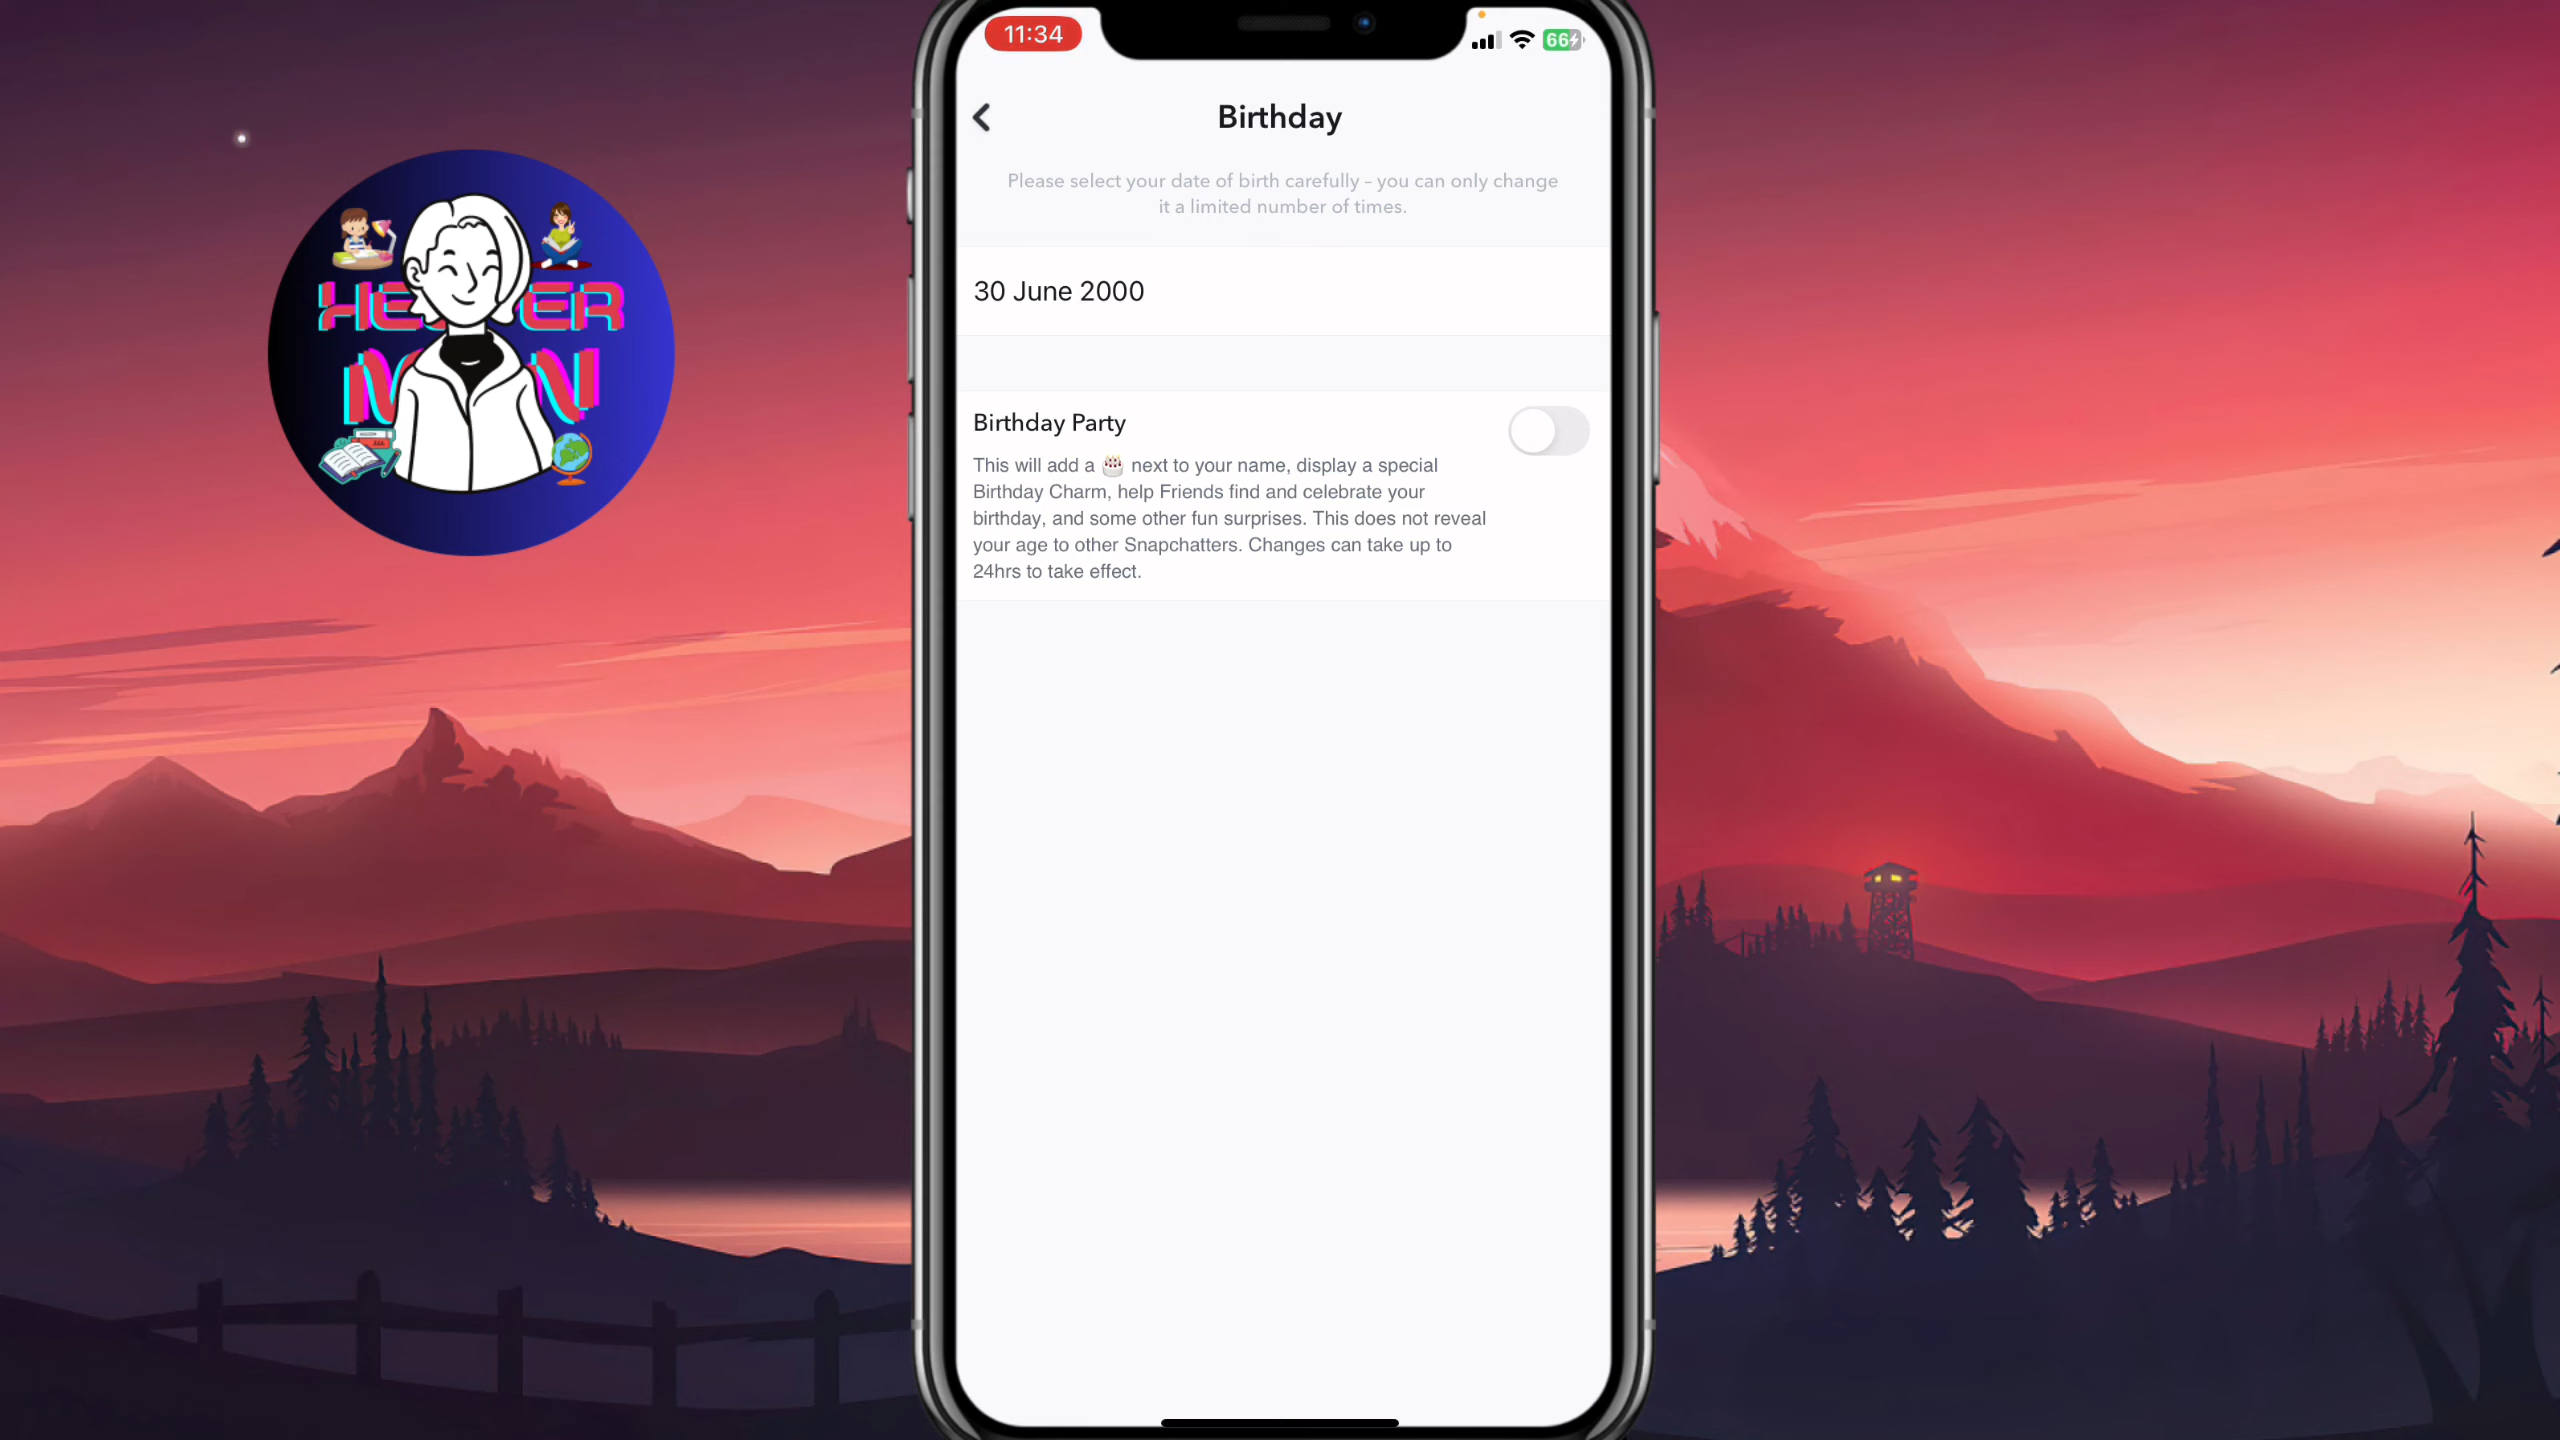 11:34
66
Birthday
Please select your date of birth carefully – you can only change
it a limited number of times.
30 June 2000
Birthday Party
This will add a 🎂 next to your name, display a special
Birthday Charm, help Friends find and celebrate your
birthday, and some other fun surprises. This does not reveal
your age to other Snapchatters. Changes can take up to
24hrs to take effect.